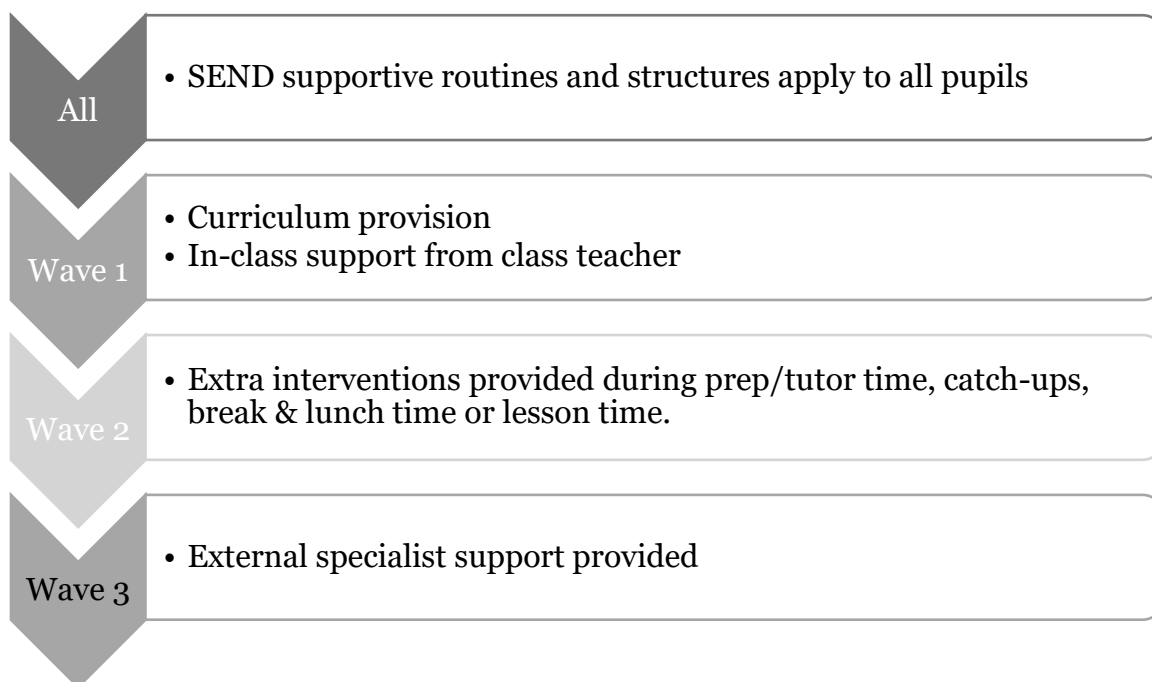 All
• SEND supportive routines and structures apply to all pupils
Wave 1
• Curriculum provision
• In-class support from class teacher
Wave 2
• Extra interventions provided during prep/tutor time, catch-ups,
break & lunch time or lesson time.
Wave 3
• External specialist support provided